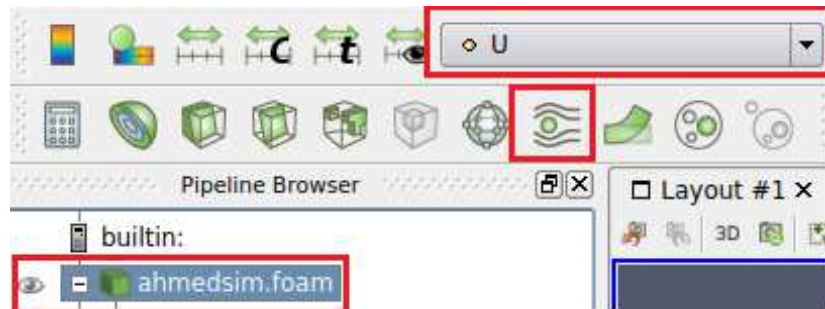 C
t
U
Pipeline Browser
Layout #1
builtin:
3D
ahmedsim.foam